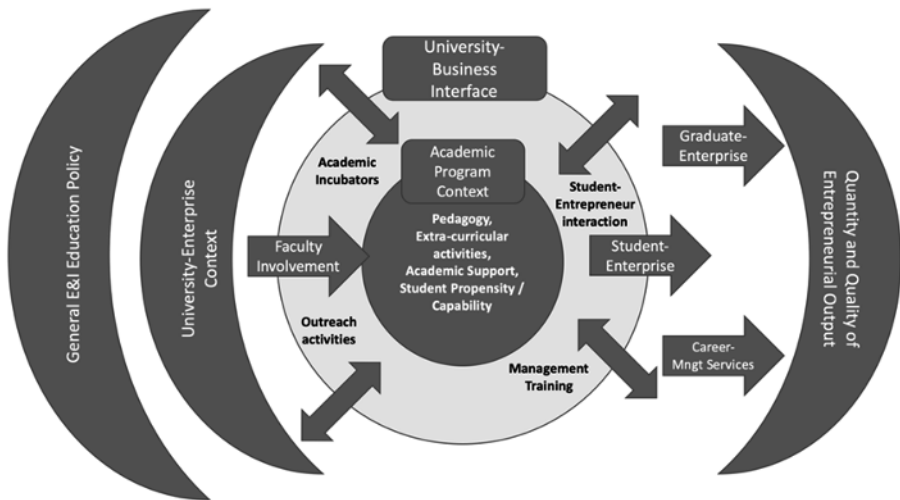 General E&I Education Policy
University-Enterprise
Context
University-
Business
Interface
Academic
Incubators
Academic
Program
Context
Student-
Entrepreneur
interaction
Pedagogy,
Extra-curricular
activities,
Academic Support,
Student Propensity /
Capability
Faculty
Involvement
Outreach
activities
Management
Training
Graduate-
Enterprise
Student-
Enterprise
Career-
Mngt Services
Quantity and Quality of
Entrepreneurial Output